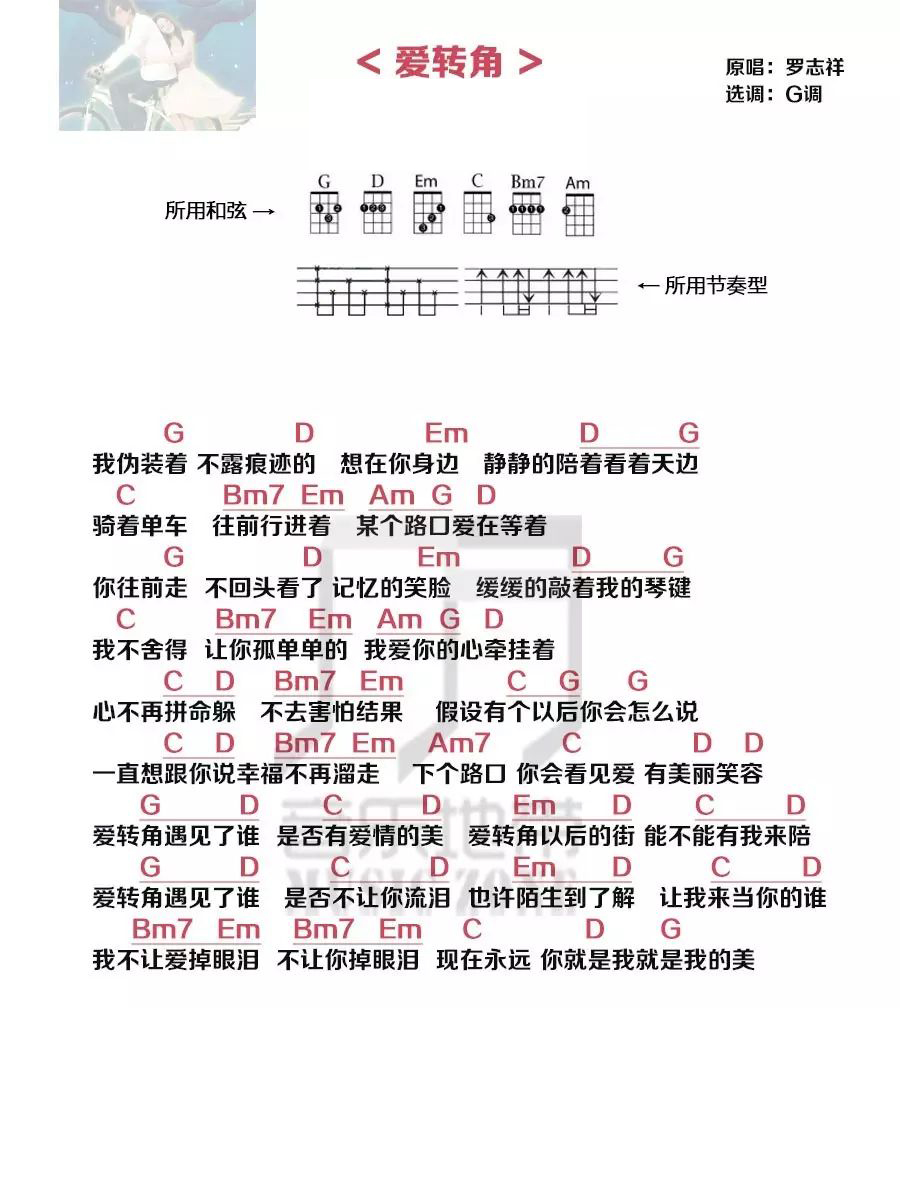 < 爱转角 >
原唱：罗志祥
选调：G调
G D Em C Bm7 Am
所用和弦 →
← 所用节奏型
G D Em D G
我伪装着 不露痕迹的 想在你身边 静静的陪着看着天边
C Bm7 Em Am G D
骑着单车 往前行进着 某个路口爱在等着
G D Em D G
你往前走 不回头看了 记忆的笑脸 缓缓的敲着我的琴键
C Bm7 Em Am G D
我不舍得 让你孤单单的 我爱你的心牵挂着
C D Bm7 Em C G G
心不再拼命躲 不去害怕结果 假设有个以后你会怎么说
C D Bm7 Em Am7 C D D
一直想跟你说幸福不再溜走 下个路口 你会看见爱 有美丽笑容
G D C D Em D C D
爱转角遇见了谁 是否有爱情的美 爱转角以后的街 能不能有我来陪
G D C D Em D C D
爱转角遇见了谁 是否不让你流泪 也许陌生到了解 让我来当你的谁
Bm7 Em Bm7 Em C D G
我不让爱掉眼泪 不让你掉眼泪 现在永远 你就是我就是我的美
音乐地带
MUSIC ZONE